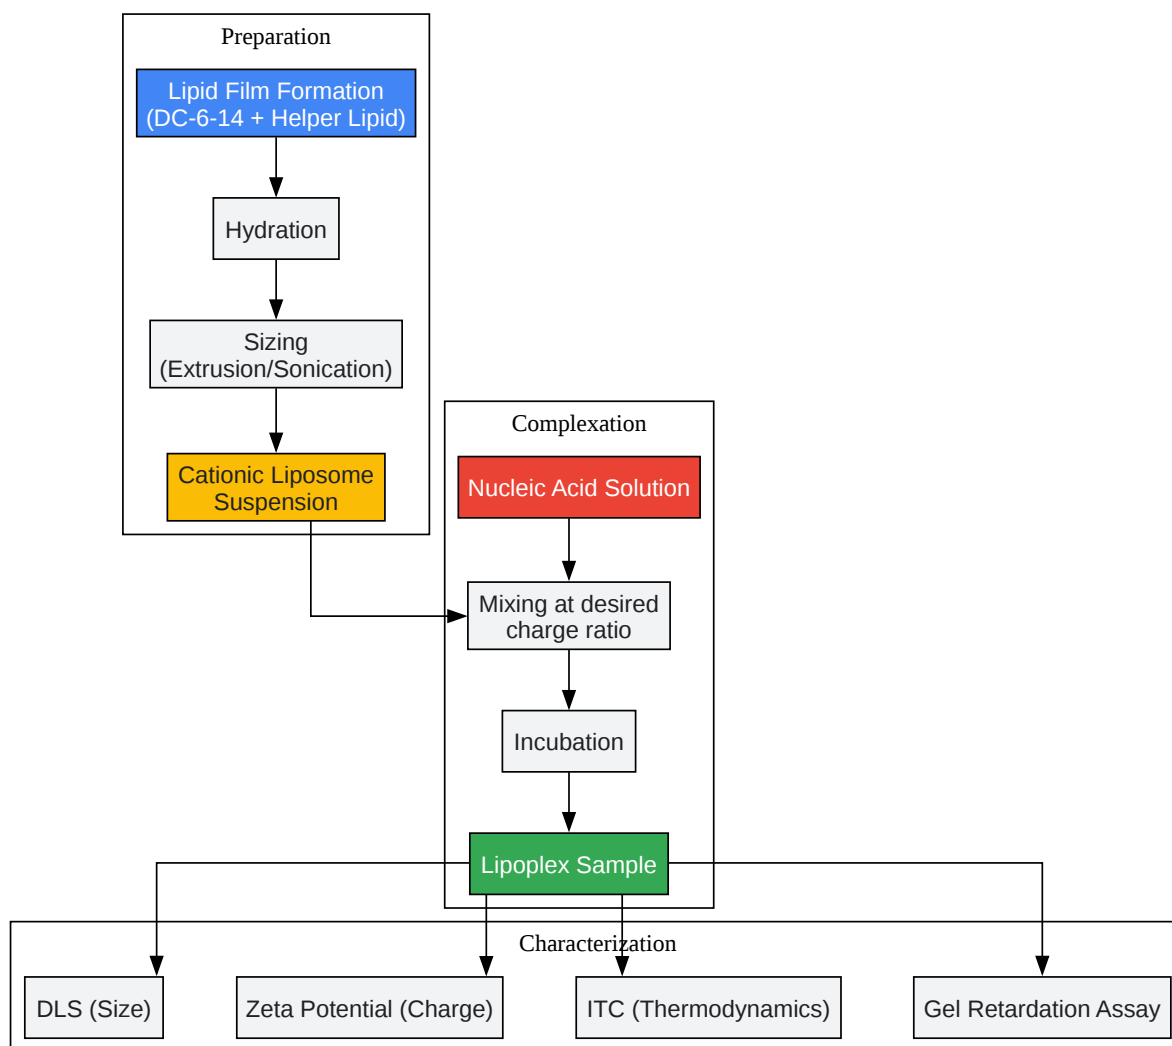 Preparation
Lipid Film Formation
(DC-6-14 + Helper Lipid)
Hydration
Sizing
(Extrusion/Sonication)
Cationic Liposome
Suspension
Complexation
Nucleic Acid Solution
Mixing at desired
charge ratio
Incubation
Lipoplex Sample
Characterization
DLS (Size)
Zeta Potential (Charge)
ITC (Thermodynamics)
Gel Retardation Assay